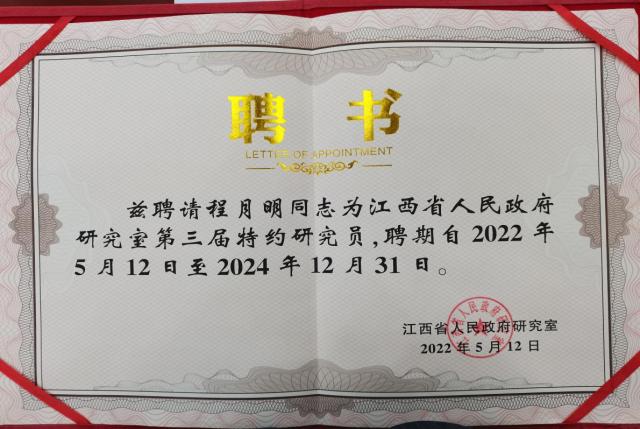 聘书
LETTER OF APPOINTMENT
兹聘请程月明同志为江西省人民政府
研究室第三届特约研究员,聘期自2022年
5月12日至2024年12月31日。
江西省人民政府研究室
2022年5月12日